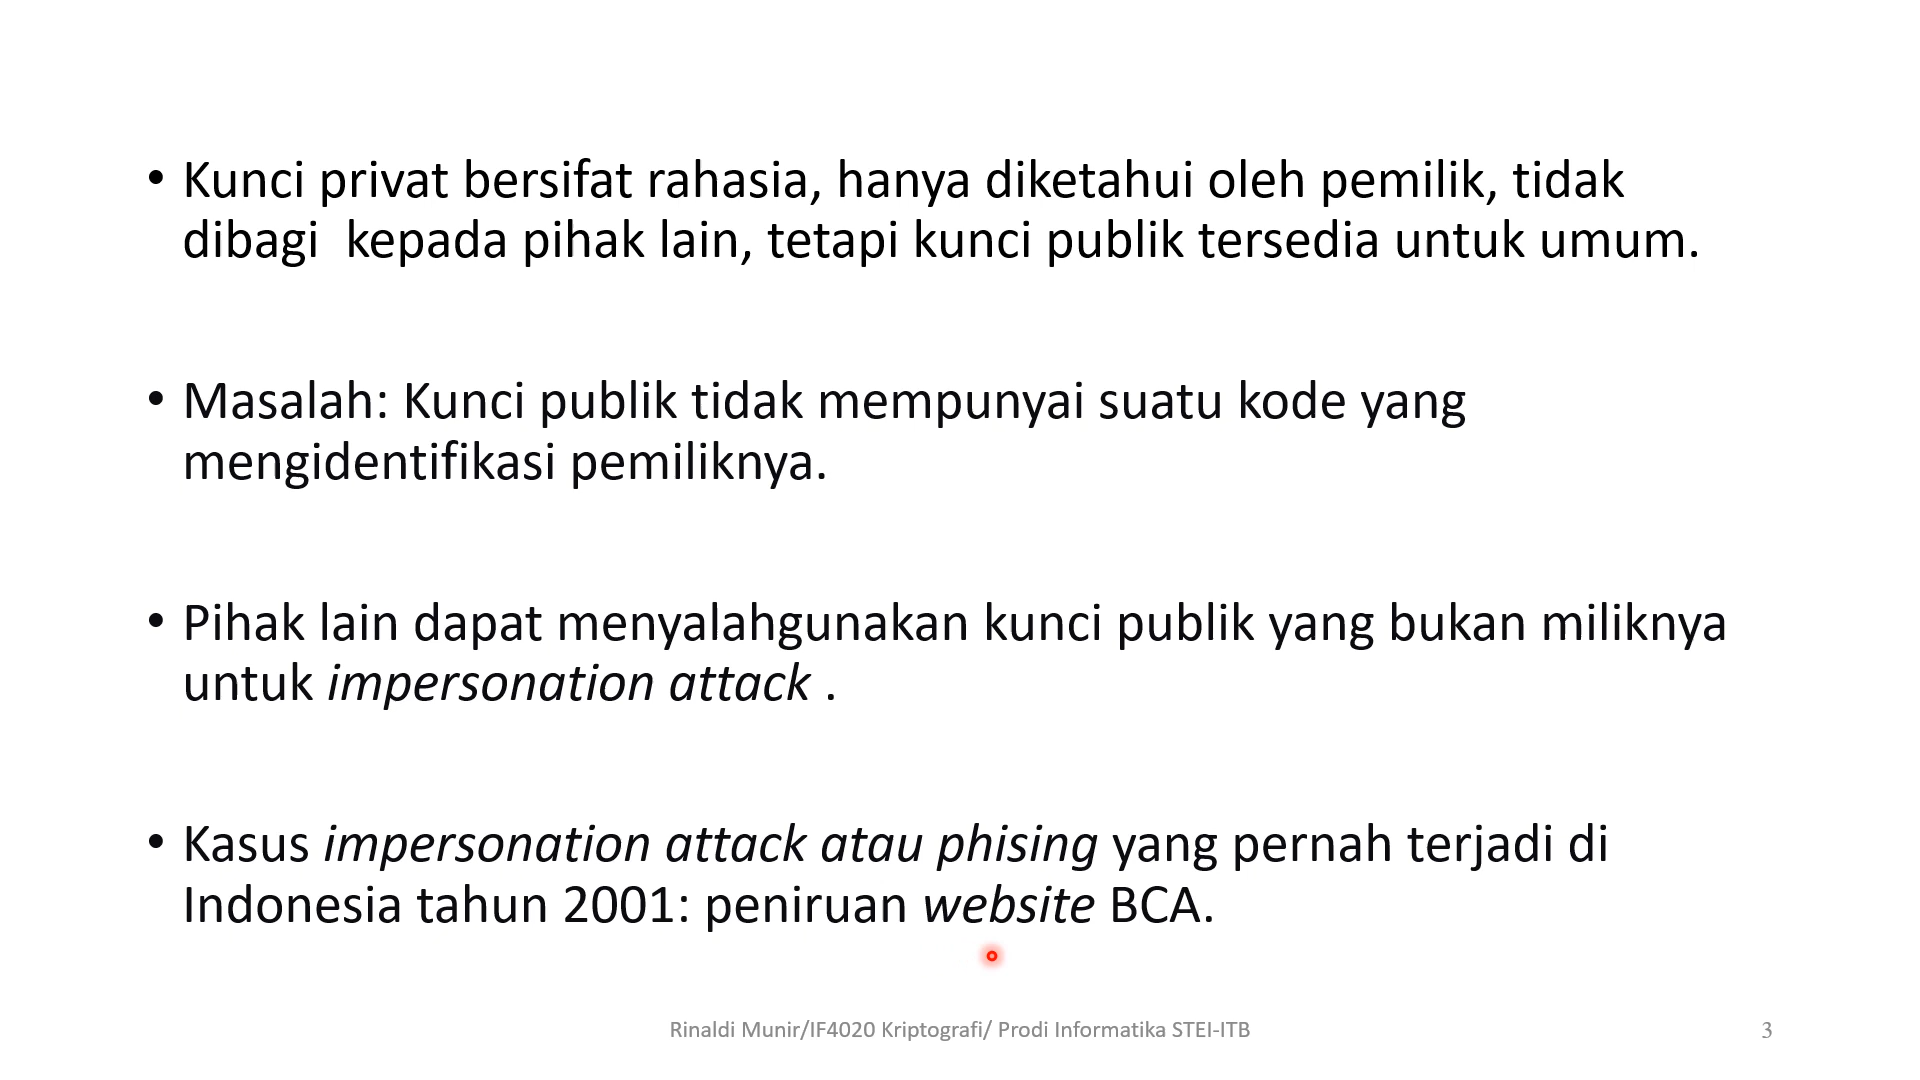 • Kunci privat bersifat rahasia, hanya diketahui oleh pemilik, tidak
dibagi  kepada pihak lain, tetapi kunci publik tersedia untuk umum.
• Masalah: Kunci publik tidak mempunyai suatu kode yang
mengidentifikasi pemiliknya.
• Pihak lain dapat menyalahgunakan kunci publik yang bukan miliknya
untuk impersonation attack .
• Kasus impersonation attack atau phising yang pernah terjadi di
Indonesia tahun 2001: peniruan website BCA.
Rinaldi Munir/IF4020 Kriptografi/ Prodi Informatika STEI-ITB
3